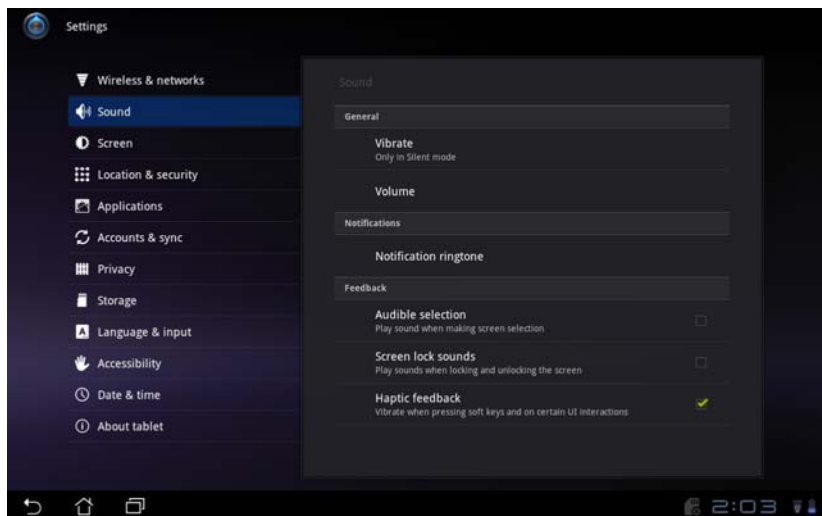 Settings
Wireless & networks
Sound
Screen
Location & security
Applications
Accounts & sync
Privacy
Storage
Language & input
Accessibility
Date & time
About tablet
Sound
General
Vibrate
Only in Silent mode
Volume
Notifications
Notification ringtone
Feedback
Audible selection
Play sound when making screen selection
Screen lock sounds
Play sounds when locking and unlocking the screen
Haptic feedback
Vibrate when pressing soft keys and on certain UI interactions
2:03